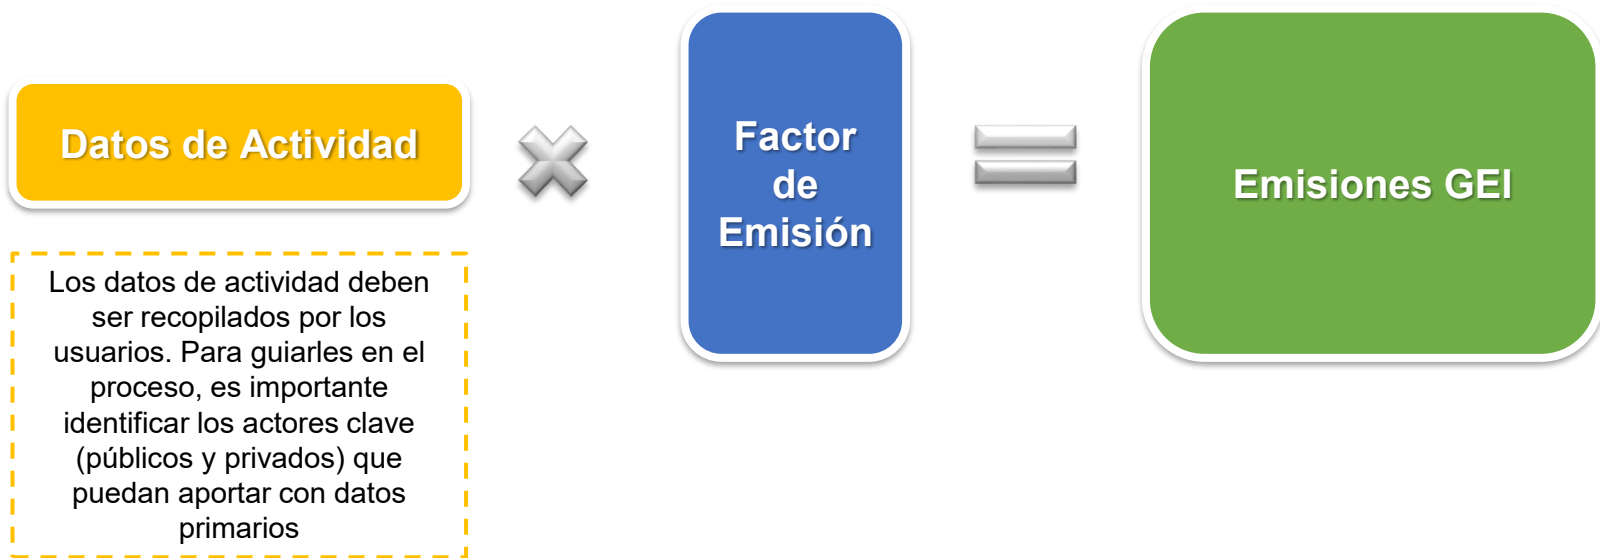 Datos de Actividad
Los datos de actividad deben
ser recopilados por los
usuarios. Para guiarles en el
proceso, es importante
identificar los actores clave
(públicos y privados) que
puedan aportar con datos
primarios
Factor
de
Emisión
Emisiones GEI